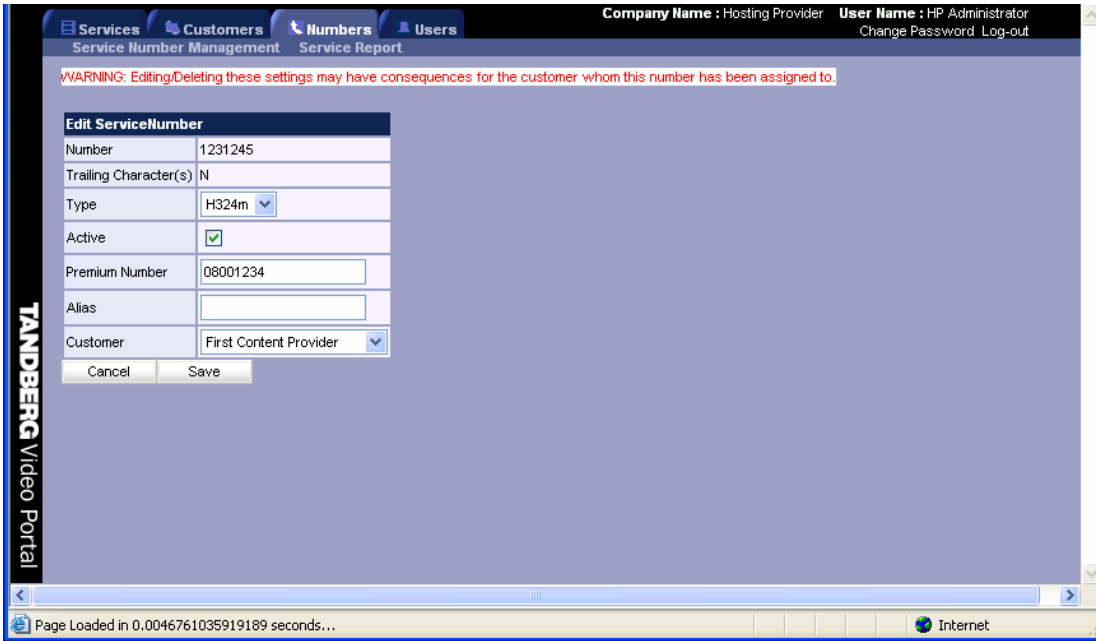 Company Name : Hosting Provider User Name : HP Administrator
Services Customers Numbers Users
Change Password Log-out
Service Number Management Service Report
WARNING: Editing/Deleting these settings may have consequences for the customer whom this number has been assigned to.
Edit ServiceNumber
Number 1231245
Trailing Character(s) N
Type H324m
Active
Premium Number 08001234
Alias
Customer First Content Provider
Cancel Save
TANDBERG Video Portal
Page Loaded in 0.0046761035919189 seconds... Internet